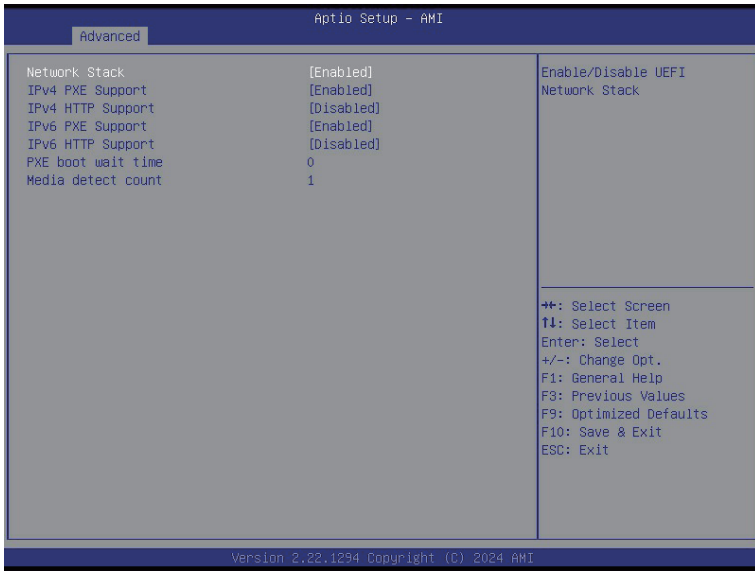 Aptio Setup – AMI
Advanced
Network Stack [Enabled]
IPv4 PXE Support [Enabled]
IPv4 HTTP Support [Disabled]
IPv6 PXE Support [Enabled]
IPv6 HTTP Support [Disabled]
PXE boot wait time 0
Media detect count 1
Enable/Disable UEFI
Network Stack
→←: Select Screen
↑↓: Select Item
Enter: Select
+/-: Change Opt.
F1: General Help
F3: Previous Values
F9: Optimized Defaults
F10: Save & Exit
ESC: Exit
Version 2.22.1294 Copyright (C) 2024 AMI